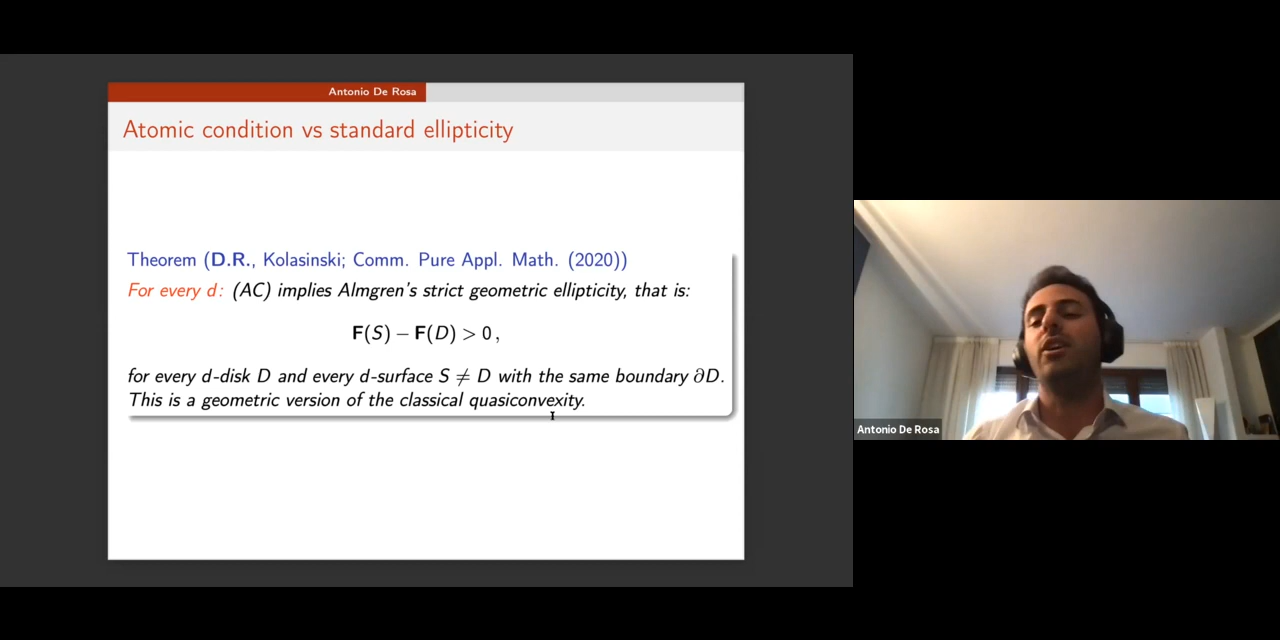 Antonio De Rosa
Atomic condition vs standard ellipticity
Theorem (D.R., Kolasinski; Comm. Pure Appl. Math. (2020))
For every d: (AC) implies Almgren's strict geometric ellipticity, that is:
F(S) − F(D) > 0 ,
for every d-disk D and every d-surface S ≠ D with the same boundary ∂D.
This is a geometric version of the classical quasiconvexity.
Antonio De Rosa